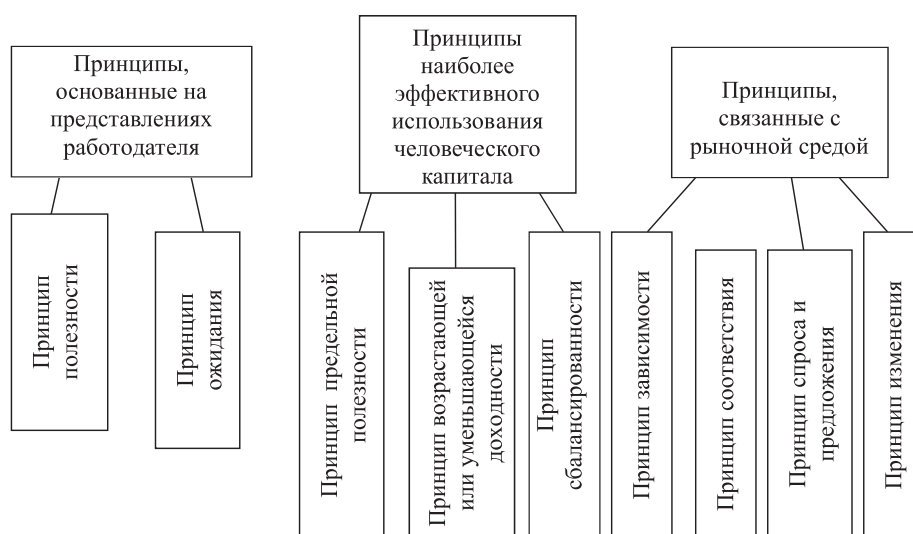 Принципы,
основанные на
представлениях
работодателя
Принципы
наиболее
эффективного
использования
человеческого
капитала
Принципы,
связанные с
рыночной средой
Принцип
полезности
Принцип
ожидания
Принцип предельной
полезности
Принцип возрастающей
или уменьшающейся
доходности
Принцип
сбалансированности
Принцип зависимости
Принцип соответствия
Принцип спроса и
предложения
Принцип изменения